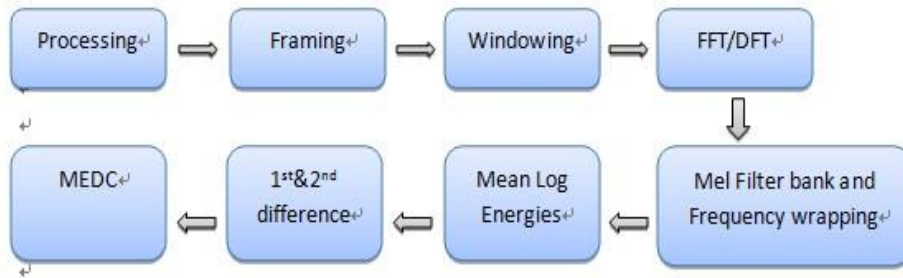 Processing
Framing
Windowing
FFT/DFT
Mel Filter bank and
Frequency wrapping
Mean Log
Energies
1st&2nd
difference
MEDC